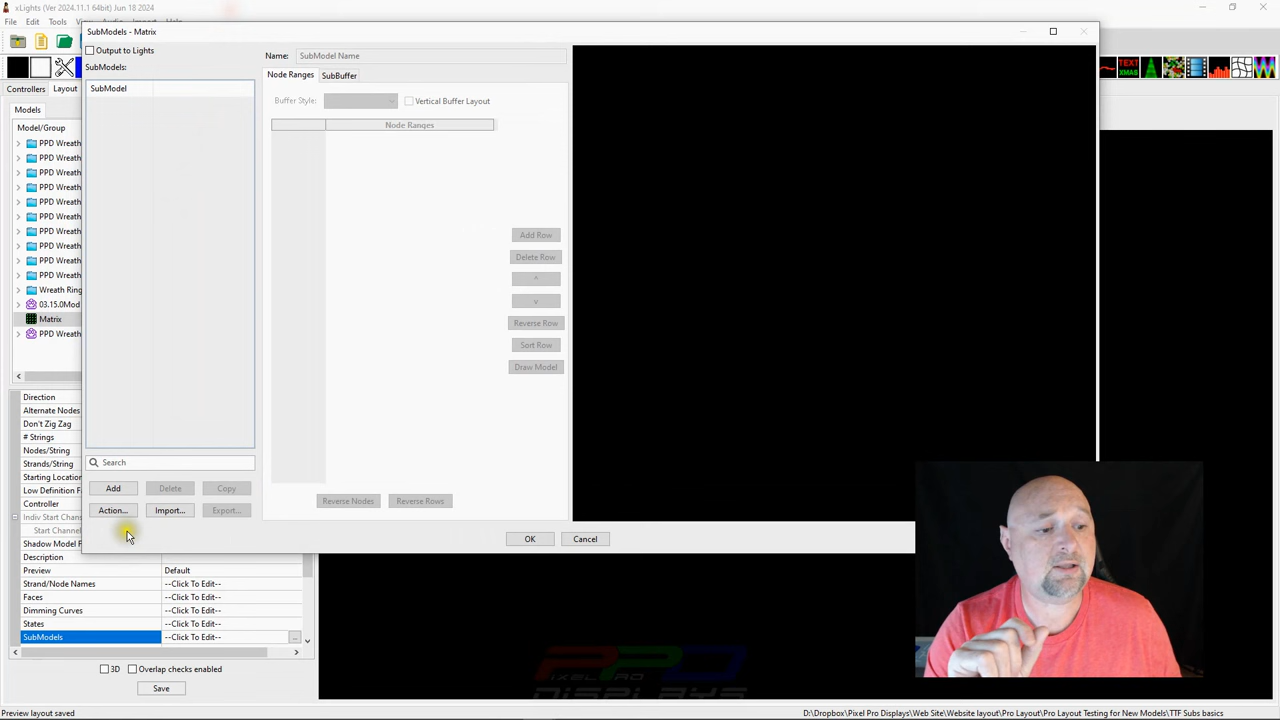 xLights (Ver 2024.11.1 64bit) Jun 18 2024
File Edit Tools
SubModels - Matrix
Output to Lights
SubModels:
SubModel
Name: SubModel Name
Node Ranges SubBuffer
Buffer Style: Vertical Buffer Layout
Node Ranges
Add Row
Delete Row
^
v
Reverse Row
Sort Row
Draw Model
Search
Add Delete Copy
Action... Import... Export...
Reverse Nodes Reverse Rows
OK Cancel
TEXT
XMAS
Controllers Layout
Models
Model/Group
PPD Wreath
PPD Wreath
PPD Wreath
PPD Wreath
PPD Wreath
PPD Wreath
PPD Wreath
PPD Wreath
PPD Wreath
PPD Wreath
Wreath Ring
03.15.0Mod
Matrix
PPD Wreath
Direction
Alternate Nodes
Don't Zig Zag
# Strings
Nodes/String
Strands/String
Starting Location
Low Definition F
Controller
Indiv Start Chann
Start Channel
Shadow Model F
Description
Preview Default
Strand/Node Names --Click To Edit--
Faces --Click To Edit--
Dimming Curves --Click To Edit--
States --Click To Edit--
SubModels --Click To Edit-- ...
3D Overlap checks enabled
Save
PPD
PIXEL PRO
DISPLAYS
Preview layout saved
D:\Dropbox\Pixel Pro Displays\Web Site\Website layout\Pro Layout\Pro Layout Testing for New Models\TTF Subs basics